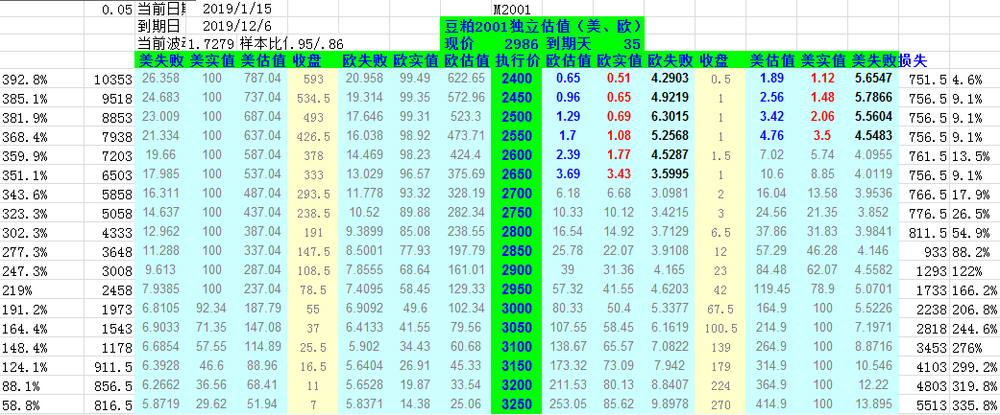 0.05 当前日期 2019/1/15 M2001
到期日 2019/12/6 豆粕2001独立估值（美、欧）
当前波动 1.7279 样本比例 .95/.86 现价 2986 到期天 35
美失败 美实值 美估值 收盘 欧失败 欧实值 欧估值 执行价 欧估值 欧实值 欧失败 收盘 美估值 美实值 美失败 损失
392.8% 10353 26.358 100 787.04 593 20.958 99.49 622.65 2400 0.65 0.51 4.2903 0.5 1.89 1.12 5.6547 751.5 4.6%
385.1% 9518 24.683 100 737.04 534.5 19.314 99.35 572.96 2450 0.96 0.65 4.9219 1 2.56 1.48 5.7866 756.5 9.1%
381.9% 8853 23.009 100 687.04 493 17.646 99.31 523.3 2500 1.29 0.69 6.3015 1 3.42 2.06 5.5604 756.5 9.1%
368.4% 7938 21.334 100 637.04 426.5 16.038 98.92 473.71 2550 1.7 1.08 5.2568 1 4.76 3.5 4.5483 756.5 9.1%
359.9% 7203 19.66 100 587.04 378 14.469 98.23 424.4 2600 2.39 1.77 4.5287 1.5 7.02 5.74 4.0955 761.5 13.5%
351.1% 6503 17.985 100 537.04 333 13.029 96.57 375.69 2650 3.69 3.43 3.5995 1 10.6 8.85 4.0119 756.5 9.1%
343.6% 5858 16.311 100 487.04 293.5 11.778 93.32 328.19 2700 6.18 6.68 3.0981 2 16.04 13.58 3.9536 766.5 17.9%
323.3% 5058 14.637 100 437.04 238.5 10.52 89.88 282.34 2750 10.33 10.12 3.4215 3 24.56 21.35 3.852 776.5 26.5%
302.3% 4333 12.962 100 387.04 191 9.3899 85.08 238.55 2800 16.54 14.92 3.7129 6.5 37.86 31.83 3.9841 811.5 54.9%
277.3% 3648 11.288 100 337.04 147.5 8.5001 77.93 197.79 2850 25.78 22.07 3.9108 12 57.29 46.28 4.146 933 88.2%
247.3% 3008 9.613 100 287.04 108.5 7.8555 68.64 161.01 2900 39 31.36 4.165 23 84.48 62.07 4.5582 1293 122%
219% 2458 7.9385 100 237.04 78.5 7.4095 58.45 129.33 2950 57.32 41.55 4.6203 42 119.45 78.9 5.0701 1733 166.2%
191.2% 1973 6.8105 92.34 187.79 55 6.9092 49.6 102.34 3000 80.33 50.4 5.3377 67.5 164.9 100 5.5226 2238 206.8%
164.4% 1543 6.9033 71.35 147.08 37 6.4133 41.55 79.56 3050 107.55 58.45 6.1619 100.5 214.9 100 7.1971 2818 244.6%
148.4% 1178 6.6854 57.55 114.89 25.5 5.902 34.43 60.68 3100 138.67 65.57 7.0822 139 264.9 100 8.8716 3453 276%
124.1% 911.5 6.3928 46.6 88.96 16.5 5.6404 26.91 45.33 3150 173.32 73.09 7.942 179 314.9 100 10.546 4103 299.2%
88.1% 856.5 6.2662 36.56 68.41 11 5.6528 19.87 33.54 3200 211.53 80.13 8.8407 224 364.9 100 12.22 4803 319.8%
58.8% 816.5 5.8719 29.62 51.94 7 5.8371 14.38 25.06 3250 253.05 85.62 9.8978 270 414.9 100 13.895 5513 335.8%